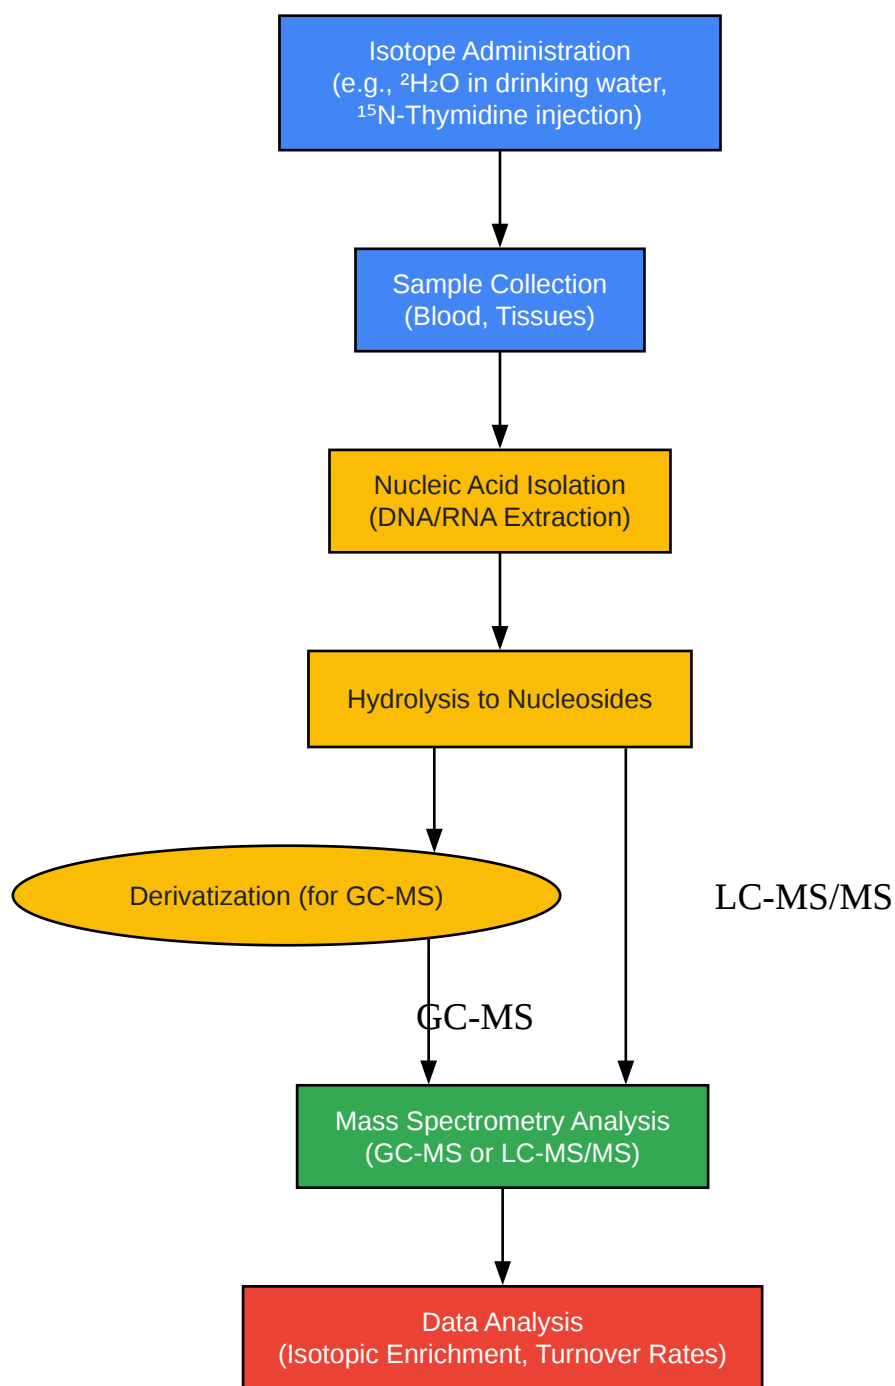 Isotope Administration
(e.g., ²H₂O in drinking water,
¹⁵N-Thymidine injection)
Sample Collection
(Blood, Tissues)
Nucleic Acid Isolation
(DNA/RNA Extraction)
Hydrolysis to Nucleosides
Derivatization (for GC-MS)
LC-MS/MS
GC-MS
Mass Spectrometry Analysis
(GC-MS or LC-MS/MS)
Data Analysis
(Isotopic Enrichment, Turnover Rates)